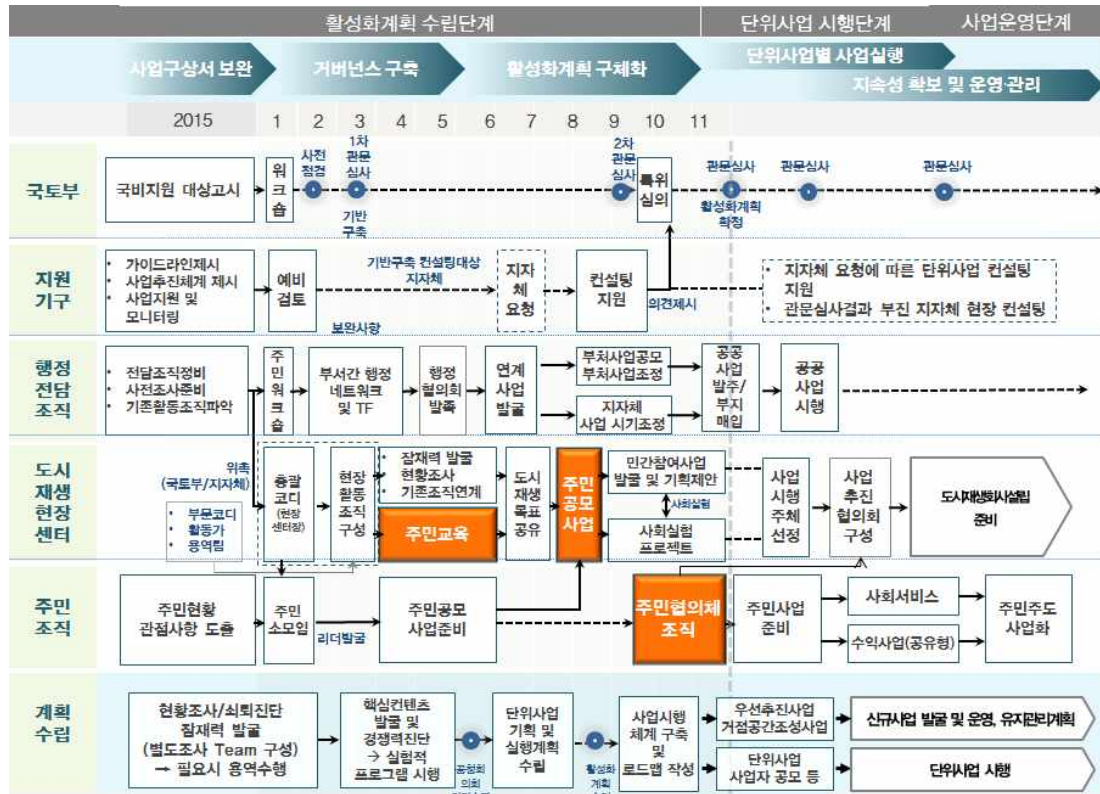 활성화계획 수립단계
단위사업 시행단계
사업운영단계
사업구상서 보완
거버넌스 구축
활성화계획 구체화
단위사업별 사업실행
지속성 확보 및 운영·관리
2015
1
2
3
4
5
6
7
8
9
10
11
국토부
국비지원 대상고시
워
크
숍
사전
점검
1차
관문
심사
기반
구축
2차
관문
심사
특위
심의
관문심사
활성화계획
확정
관문심사
관문심사
지원
기구
• 가이드라인제시
• 사업추진체계 제시
• 사업지원 및
모니터링
예비
검토
기반구축 컨설팅대상
지자체
보완사항
지자
체
요청
컨설팅
지원
의견제시
• 지자체 요청에 따른 단위사업 컨설팅
지원
• 관문심사결과 부진 지자체 현장 컨설팅
행정
전담
조직
• 전담조직정비
• 사전조사준비
• 기존활동조직파악
주
민
워
크
숍
부서간 행정
네트워크
및 TF
행정
협의회
발족
연계
사업
발굴
부처사업공모
부처사업조정
지자체
사업 시기조정
공공
사업
발주/
부지
매입
공공
사업
시행
도시
재생
현장
센터
위촉
(국토부/지자체)
• 부문코디
• 활동가
• 용역팀
총괄
코디
(현장
센터장)
현장
활동
조직
구성
• 잠재력 발굴
• 현황조사
• 기존조직연계
주민교육
도시
재생
목표
공유
주민
공모
사업
민간참여사업
발굴 및 기획제안
사회실험
사회실험
프로젝트
사업
시행
주체
선정
사업
추진
협의회
구성
도시재생회사설립
준비
주민
조직
주민현황
관점사항 도출
주민
소모임
리더발굴
주민공모
사업준비
주민협의체
조직
주민사업
준비
사회서비스
수익사업(공유형)
주민주도
사업화
계획
수립
현황조사/쇠퇴진단
잠재력 발굴
(별도조사 Team 구성)
→ 필요시 용역수행
핵심컨텐츠
발굴 및
경쟁력진단
→ 실험적
프로그램 시행
공청회
의회
단위사업
기획 및
실행계획
수립
활성화
계획
사업시행
체계 구축
및
로드맵 작성
우선추진사업
거점공간조성사업
단위사업
사업자 공모 등
신규사업 발굴 및 운영, 유지관리계획
단위사업 시행